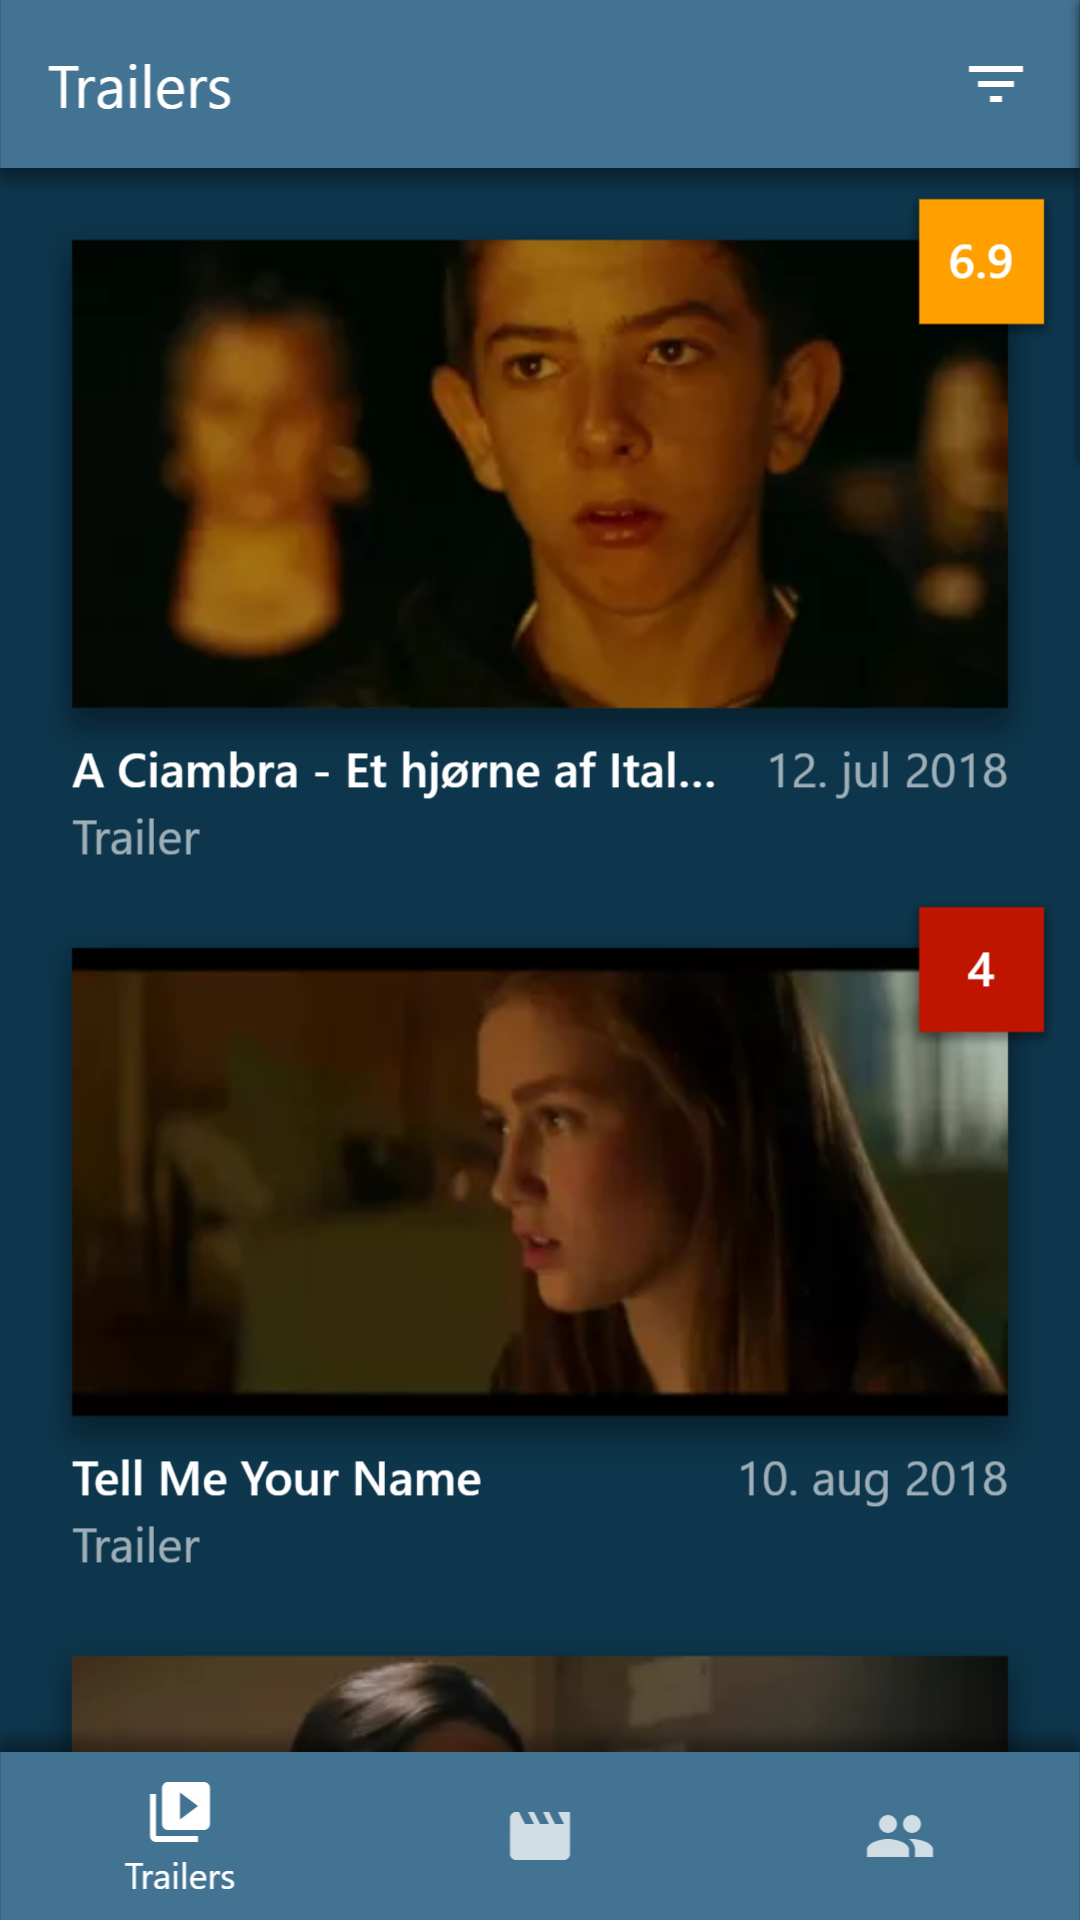 Trailers
6.9
A Ciambra - Et hjørne af Ital... 12. jul 2018
Trailer
4
Tell Me Your Name 10. aug 2018
Trailer
Trailers